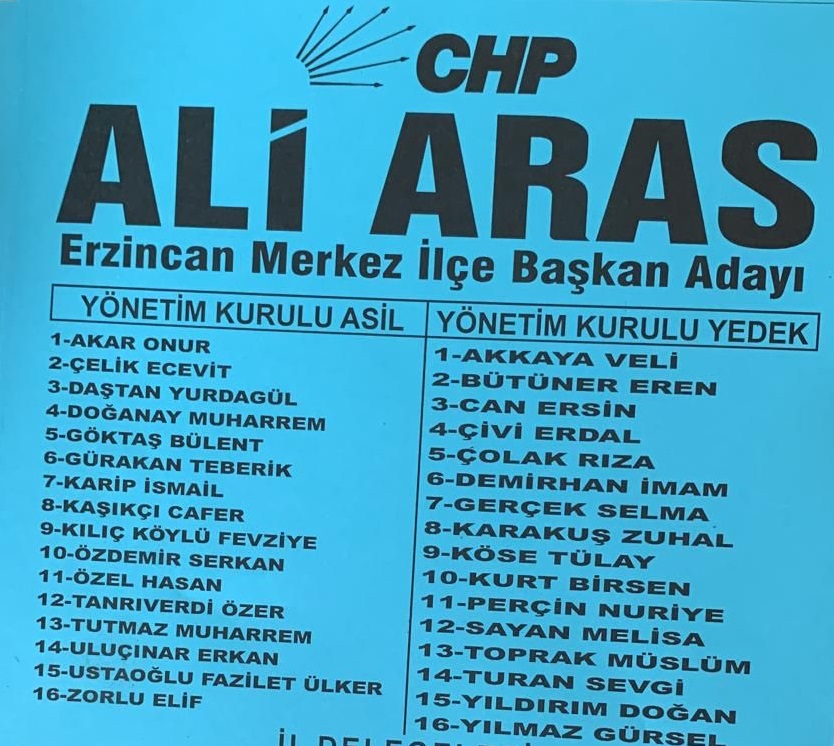 CHP
ALİ ARAS
Erzincan Merkez İlçe Başkan Adayı
YÖNETİM KURULU ASİL
1-AKAR ONUR
2-ÇELİK ECEVİT
3-DAŞTAN YURDAGÜL
4-DOĞANAY MUHARREM
5-GÖKTAŞ BÜLENT
6-GÜRAKAN TEBERİK
7-KARİP İSMAİL
8-KAŞIKÇI CAFER
9-KILIÇ KÖYLÜ FEVZİYE
10-ÖZDEMİR SERKAN
11-ÖZEL HASAN
12-TANRIVERDİ ÖZER
13-TUTMAZ MUHARREM
14-ULUÇINAR ERKAN
15-USTAOĞLU FAZİLET ÜLKER
16-ZORLU ELİF
YÖNETİM KURULU YEDEK
1-AKKAYA VELİ
2-BÜTÜNER EREN
3-CAN ERSİN
4-ÇİVİ ERDAL
5-ÇOLAK RIZA
6-DEMİRHAN İMAM
7-GERÇEK SELMA
8-KARAKUŞ ZUHAL
9-KÖSE TÜLAY
10-KURT BİRSEN
11-PERÇİN NURİYE
12-SAYAN MELİSA
13-TOPRAK MÜSLÜM
14-TURAN SEVGİ
15-YILDIRIM DOĞAN
16-YILMAZ GÜRSEL
İL